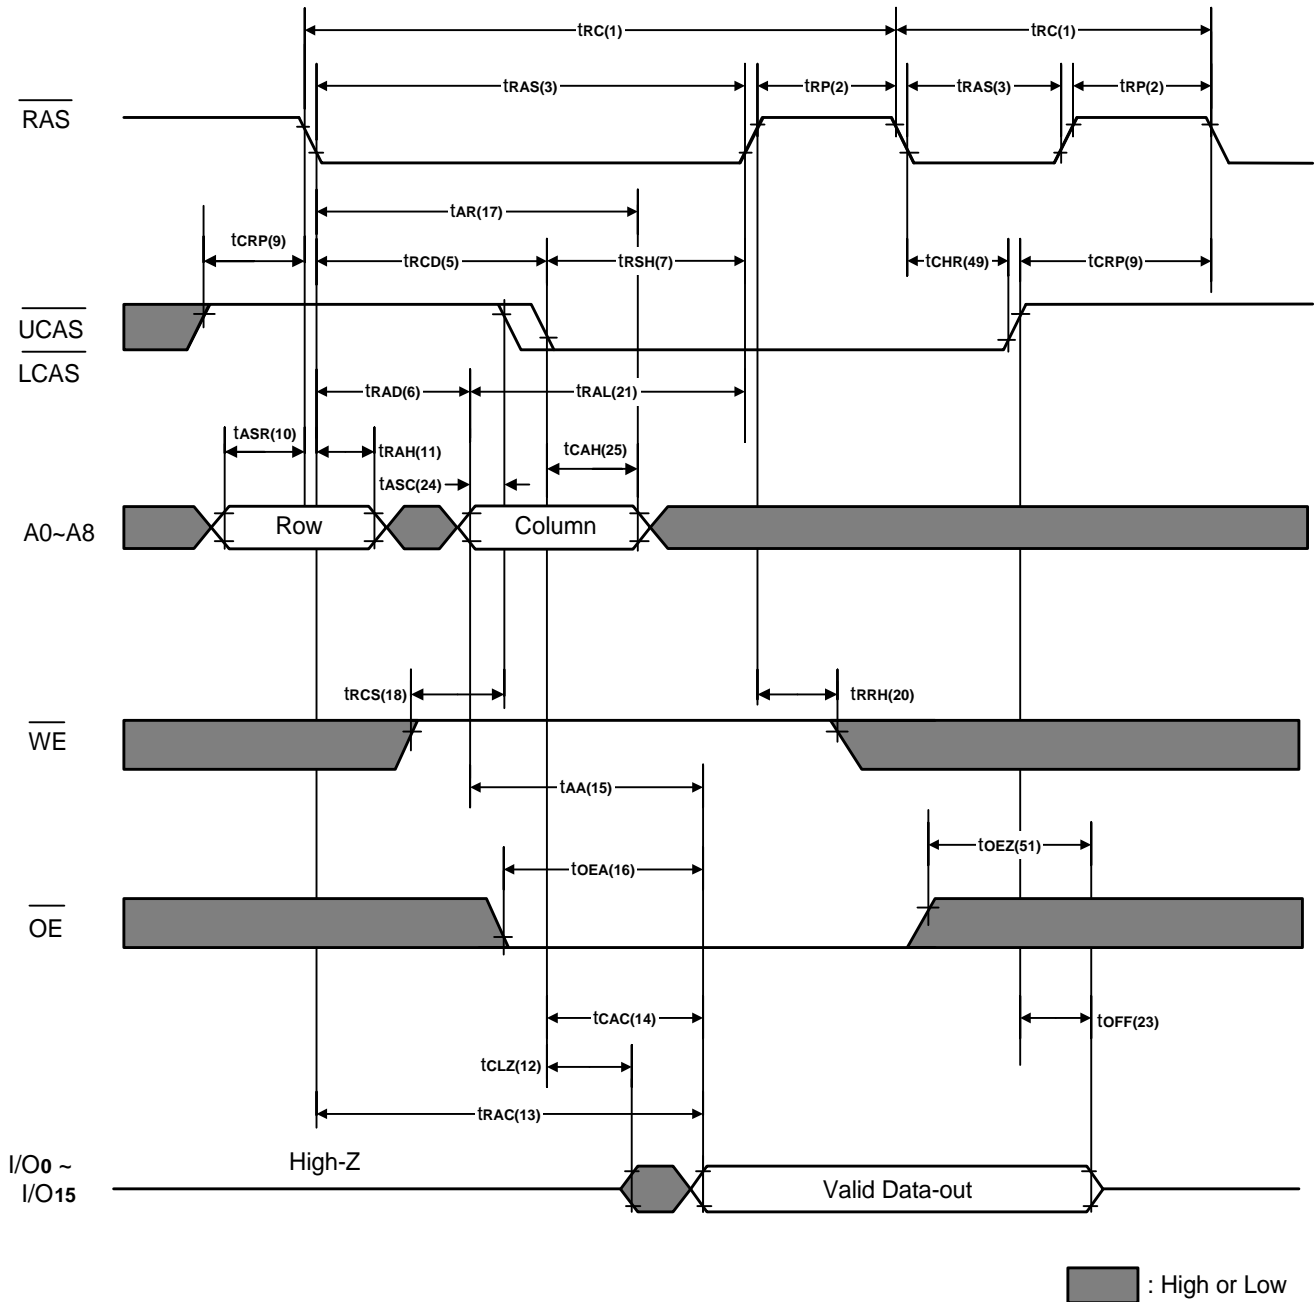 tRC(1) tRC(1)
tRAS(3) tRP(2) tRAS(3) tRP(2)
RAS
tAR(17)
tCRP(9) tRCD(5) tRSH(7) tCHR(49) tCRP(9)
UCAS
LCAS
tRAD(6) tRAL(21)
tASR(10) tRAH(11) tCAH(25)
tASC(24)
A0~A8 Row Column
tRCS(18) tRRH(20)
WE
tAA(15)
tOEZ(51)
tOEA(16)
OE
tCAC(14) tOFF(23)
tCLZ(12)
tRAC(13)
I/O0 ~ High-Z
I/O15 Valid Data-out
: High or Low